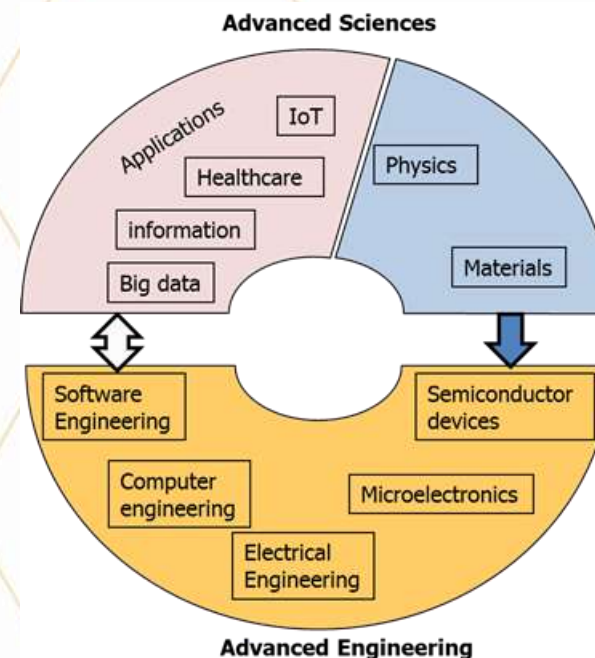 Advanced Sciences
Applications
IoT
Healthcare
information
Big data
Physics
Materials
Software
Engineering
Semiconductor
devices
Computer
engineering
Microelectronics
Electrical
Engineering
Advanced Engineering